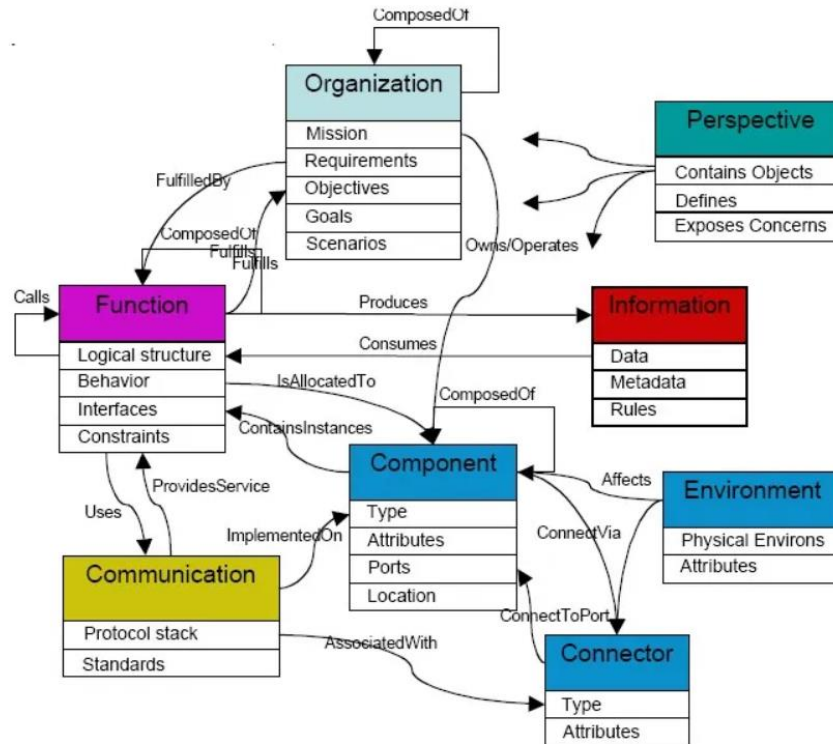 ComposedOf
Organization
Mission
Requirements
Objectives
Goals
Scenarios
Perspective
Contains Objects
Defines
Exposes Concerns
FulfilledBy
ComposedOf
Fulfills
Fulfills
Owns/Operates
Calls
Function
Logical structure
Behavior
Interfaces
Constraints
Produces
Consumes
Information
Data
Metadata
Rules
IsAllocatedTo
ContainsInstances
ComposedOf
Component
Type
Attributes
Ports
Location
Affects
Environment
Physical Environs
Attributes
ConnectVia
ProvidesService
Uses
ImplementedOn
Communication
Protocol stack
Standards
AssociatedWith
ConnectToPort
Connector
Type
Attributes